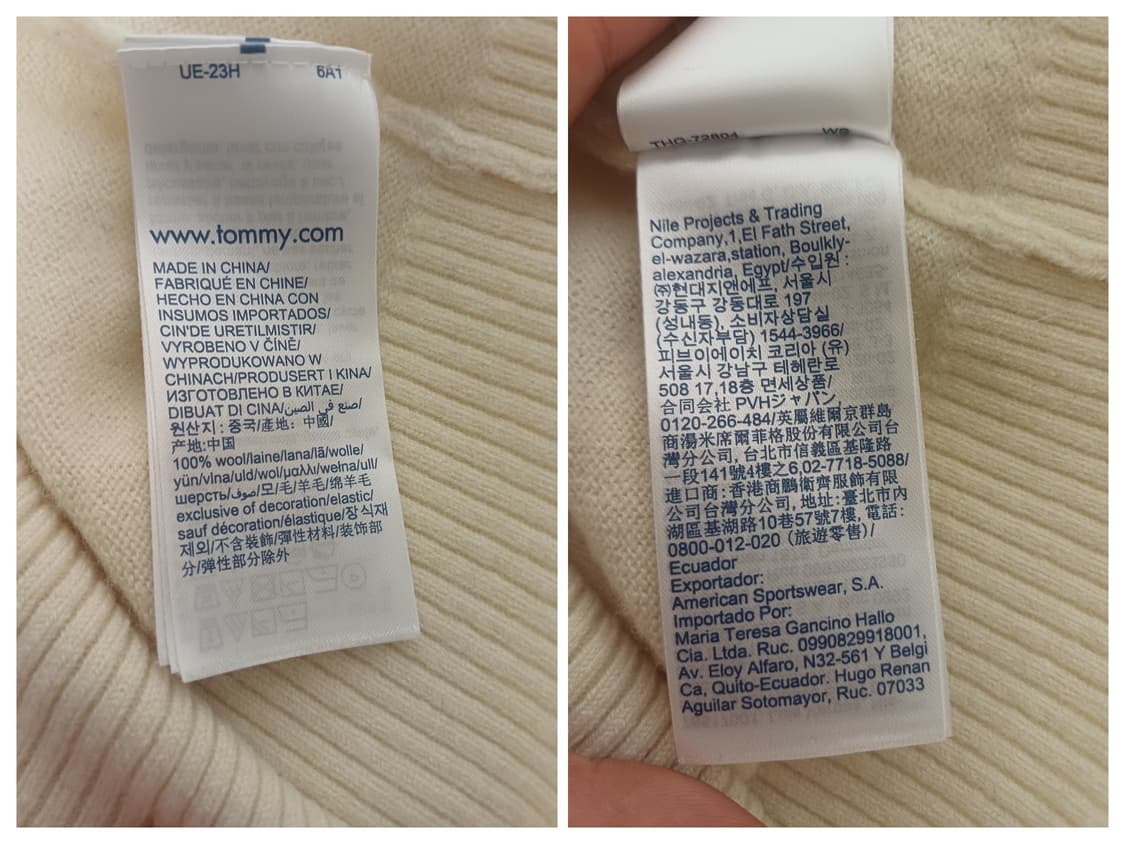 UE-23H 6A1
www.tommy.com
MADE IN CHINA/
FABRIQUÉ EN CHINE/
HECHO EN CHINA CON
INSUMOS IMPORTADOS/
CIN'DE URETILMISTIR/
VYROBENO V ČÍNĚ/
WYPRODUKOWANO W
CHINACH/PRODUSERT I KINA/
ИЗГОТОВЛЕНО В КИТАЕ/
DIBUAT DI CINA/صنع في الصين/
원산지 : 중국/產地：中國/
产地:中国
100% wool/laine/lana/lã/wolle/
yün/vlna/uld/wol/μαλλι/wełna/ull/
шерсть/صوف/모/毛/羊毛/绵羊毛
exclusive of decoration/elastic/
sauf décoration/élastique/장식재
제외/不含裝飾/彈性材料/装饰部
分/弹性部分除外
THO-72804
Nile Projects & Trading
Company,1,El Fath Street,
el-wazara,station, Boulkly-
alexandria, Egypt/수입원 :
㈜현대지앤에프, 서울시
강동구 강동대로 197
(성내동), 소비자상담실
(수신자부담) 1544-3966/
피브이에이치 코리아 (유)
서울시 강남구 테헤란로
508 17,18층 면세상품/
合同会社 PVHジャパン,
0120-266-484/英屬維爾京群島
商湯米席爾菲格股份有限公司台
灣分公司, 台北市信義區基隆路
一段141號4樓之6,02-7718-5088/
進口商 : 香港商鵬衛齊服飾有限
公司台灣分公司, 地址: 臺北市內
湖區基湖路10巷57號7樓, 電話 :
0800-012-020 (旅遊零售)/
Ecuador
Exportador:
American Sportswear, S.A.
Importado Por:
Maria Teresa Gancino Hallo
Cia. Ltda. Ruc. 0990829918001,
Av. Eloy Alfaro, N32-561 Y Belgi
Ca, Quito-Ecuador. Hugo Renan
Aguilar Sotomayor, Ruc. 07033